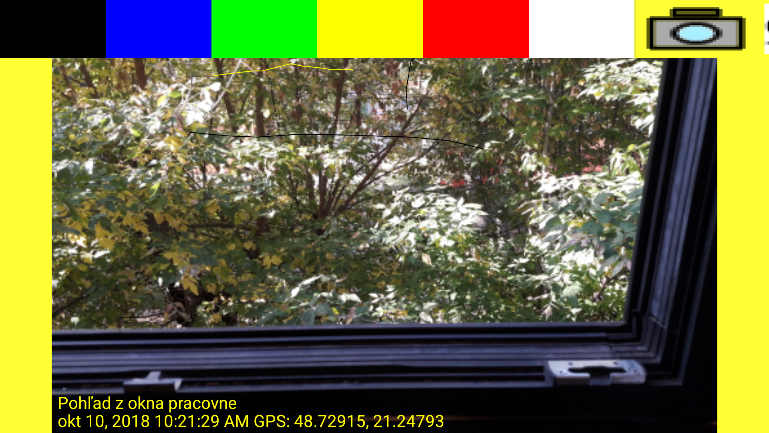 Pohľad z okna pracovne
okt 10, 2018 10:21:29 AM GPS: 48.72915, 21.24793